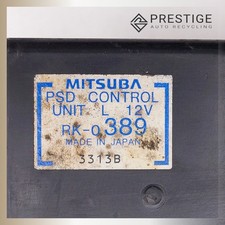 PRESTIGE
AUTO RECYCLING
MITSUBA
PSD CONTROL
UNIT L 12V
RK-0389
MADE IN JAPAN
3313B